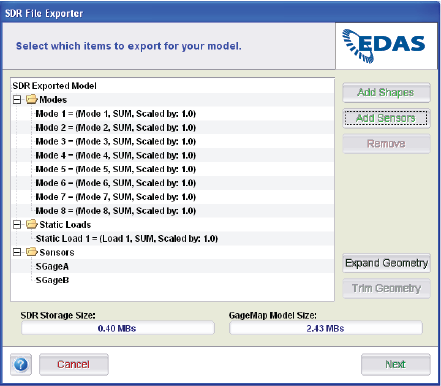 SDR File Exporter
Select which items to export for your model.
EDAS
SDR Exported Model
Modes
Mode 1 = (Mode 1, SUM, Scaled by: 1.0)
Mode 2 = (Mode 2, SUM, Scaled by: 1.0)
Mode 3 = (Mode 3, SUM, Scaled by: 1.0)
Mode 4 = (Mode 4, SUM, Scaled by: 1.0)
Mode 5 = (Mode 5, SUM, Scaled by: 1.0)
Mode 6 = (Mode 6, SUM, Scaled by: 1.0)
Mode 7 = (Mode 7, SUM, Scaled by: 1.0)
Mode 8 = (Mode 8, SUM, Scaled by: 1.0)
Static Loads
Static Load 1 = (Load 1, SUM, Scaled by: 1.0)
Sensors
SGageA
SGageB
Add Shapes
Add Sensors
Remove
Expand Geometry
Trim Geometry
SDR Storage Size:
0.40 MBs
GageMap Model Size:
2.43 MBs
?
Cancel
Next